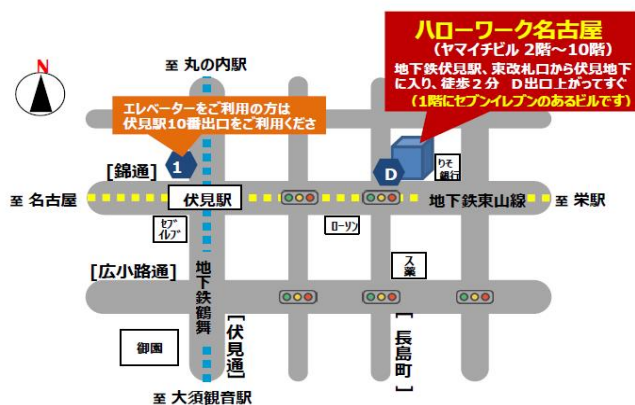 ハローワーク名古屋
(ヤマイチビル 2階～10階)
地下鉄伏見駅、東改札口から伏見地下
に入り、徒歩2分 D出口上がってすぐ
(1階にセブンイレブンのあるビルです)
N
至 丸の内駅
エレベーターをご利用の方は
伏見駅10番出口をご利用くださ
1
[錦通]
D
りそ
銀行
至 名古屋
伏見駅
地下鉄東山線
至 栄駅
セブ
イレブ
ローソン
[広小路通]
ス
薬
地下鉄鶴舞
[伏見通]
[長島町]
御園
至 大須観音駅